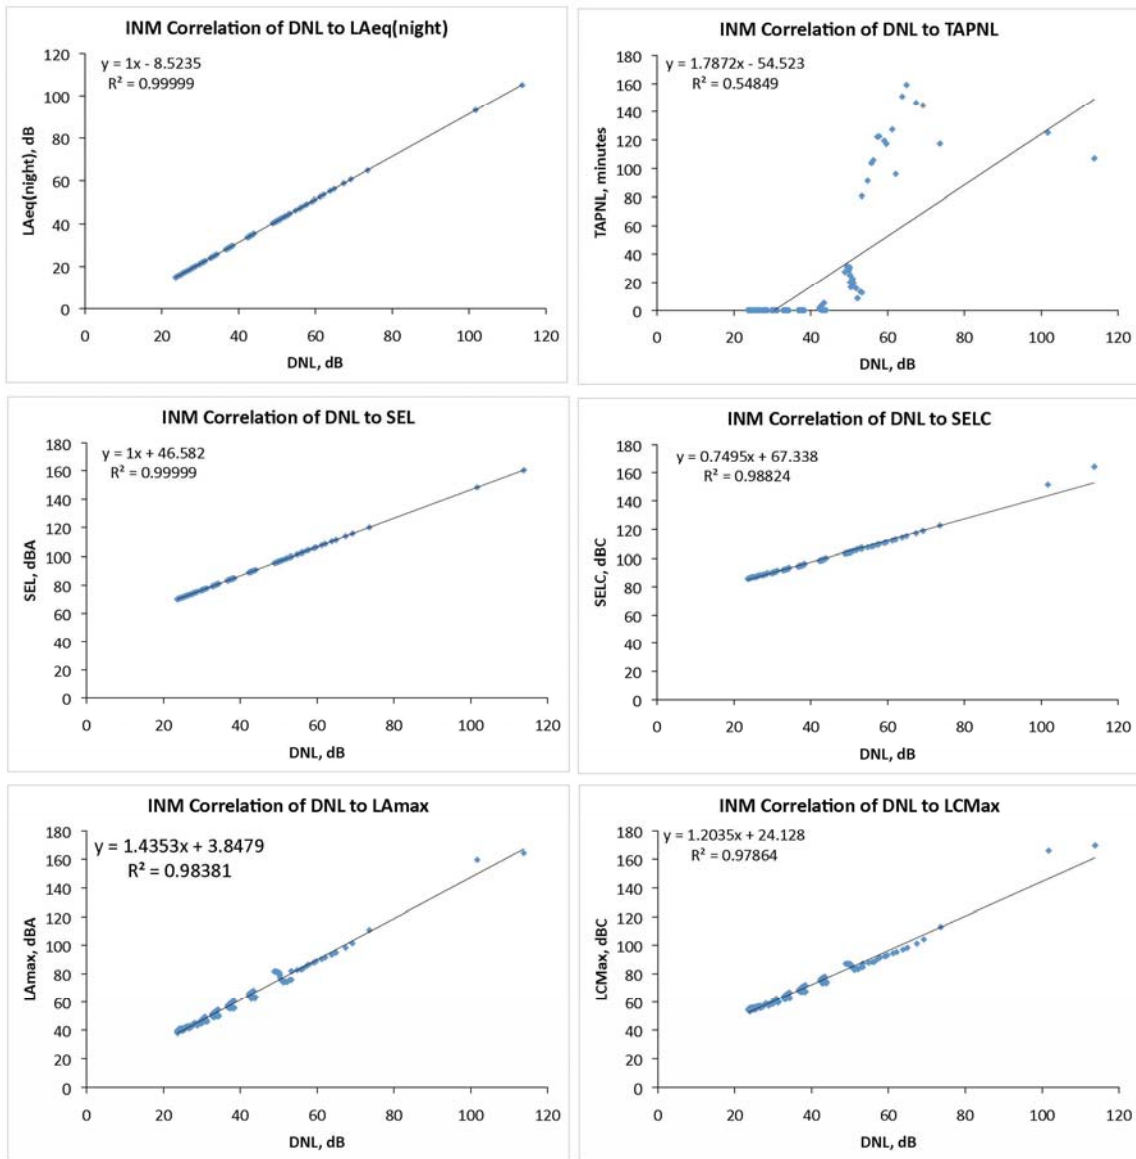 INM Correlation of DNL to LAeq(night)
y = 1x - 8.5235
R² = 0.99999
LAeq(night), dB
120
100
80
60
40
20
0
0 20 40 60 80 100 120
DNL, dB
INM Correlation of DNL to TAPNL
y = 1.7872x - 54.523
R² = 0.54849
TAPNL, minutes
180
160
140
120
100
80
60
40
20
0
0 20 40 60 80 100 120
DNL, dB
INM Correlation of DNL to SEL
y = 1x + 46.582
R² = 0.99999
SEL, dBA
180
160
140
120
100
80
60
40
20
0
0 20 40 60 80 100 120
DNL, dB
INM Correlation of DNL to SELC
y = 0.7495x + 67.338
R² = 0.98824
SELC, dBC
180
160
140
120
100
80
60
40
20
0
0 20 40 60 80 100 120
DNL, dB
INM Correlation of DNL to LAmax
y = 1.4353x + 3.8479
R² = 0.98381
LAmax, dBA
180
160
140
120
100
80
60
40
20
0
0 20 40 60 80 100 120
DNL, dB
INM Correlation of DNL to LCMax
y = 1.2035x + 24.128
R² = 0.97864
LCMax, dBC
180
160
140
120
100
80
60
40
20
0
0 20 40 60 80 100 120
DNL, dB